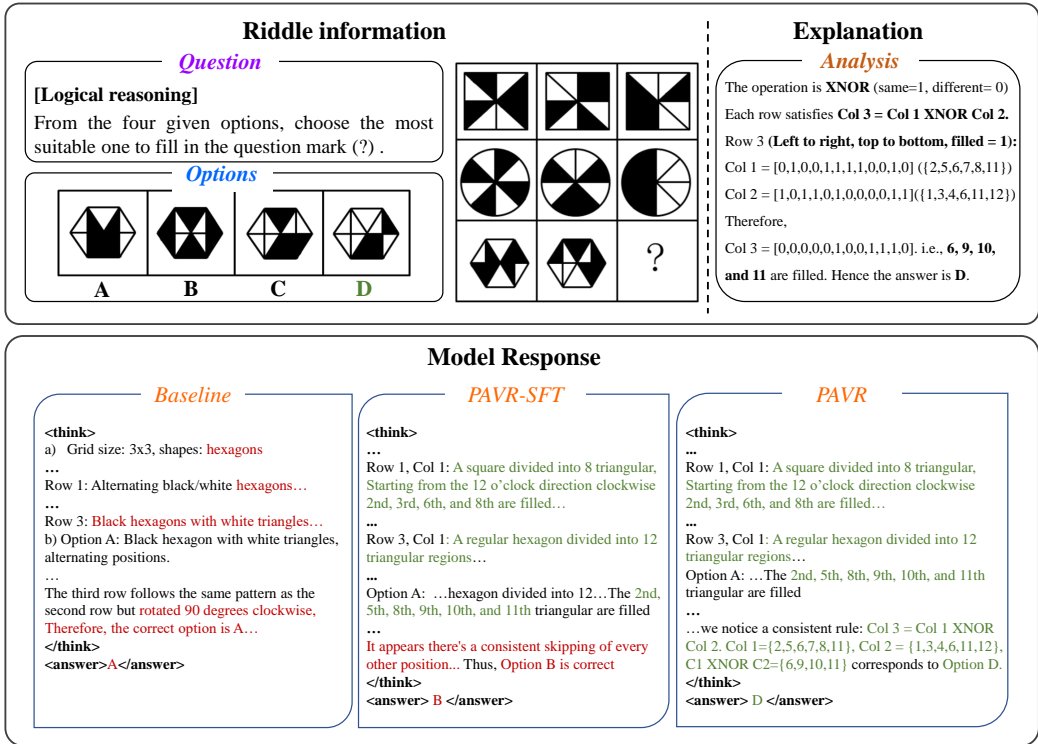 Riddle information
Question
[Logical reasoning]
From the four given options, choose the most
suitable one to fill in the question mark (?) .
Options
A B C D
?
Explanation
Analysis
The operation is XNOR (same=1, different= 0)
Each row satisfies Col 3 = Col 1 XNOR Col 2.
Row 3 (Left to right, top to bottom, filled = 1):
Col 1 = [0,1,0,0,1,1,1,1,0,0,1,0] ({2,5,6,7,8,11})
Col 2 = [1,0,1,1,0,1,0,0,0,0,1,1]({1,3,4,6,11,12})
Therefore,
Col 3 = [0,0,0,0,0,1,0,0,1,1,1,0]. i.e., 6, 9, 10,
and 11 are filled. Hence the answer is D.
Model Response
Baseline
<think>
a) Grid size: 3x3, shapes: hexagons
...
Row 1: Alternating black/white hexagons…
...
Row 3: Black hexagons with white triangles…
b) Option A: Black hexagon with white triangles,
alternating positions.
…
The third row follows the same pattern as the
second row but rotated 90 degrees clockwise,
Therefore, the correct option is A…
</think>
<answer>A</answer>
PAVR-SFT
<think>
...
Row 1, Col 1: A square divided into 8 triangular,
Starting from the 12 o’clock direction clockwise
2nd, 3rd, 6th, and 8th are filled…
...
Row 3, Col 1: A regular hexagon divided into 12
triangular regions…
...
Option A: …hexagon divided into 12…The 2nd,
5th, 8th, 9th, 10th, and 11th triangular are filled
...
It appears there's a consistent skipping of every
other position... Thus, Option B is correct
</think>
<answer> B </answer>
PAVR
<think>
...
Row 1, Col 1: A square divided into 8 triangular,
Starting from the 12 o’clock direction clockwise
2nd, 3rd, 6th, and 8th are filled…
...
Row 3, Col 1: A regular hexagon divided into 12
triangular regions…
Option A: …The 2nd, 5th, 8th, 9th, 10th, and 11th
triangular are filled
...
…we notice a consistent rule: Col 3 = Col 1 XNOR
Col 2. Col 1={2,5,6,7,8,11}, Col 2 = {1,3,4,6,11,12},
C1 XNOR C2={6,9,10,11} corresponds to Option D.
</think>
<answer> D </answer>